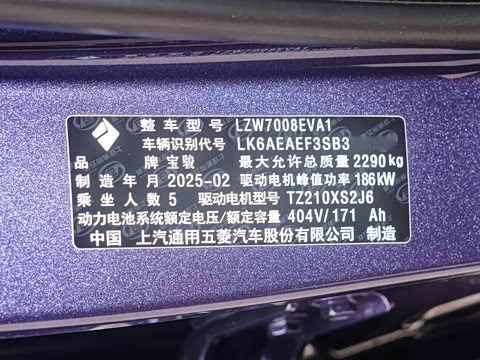 整车型号 LZW7008EVA1
车辆识别代号 LK6AEAEF3SB3
品牌 宝骏 最大允许总质量 2290kg
制造年月 2025-02 驱动电机峰值功率 186kW
乘坐人数 5 驱动电机型号 TZ210XS2J6
动力电池系统额定电压/额定容量 404V/171 Ah
中国 上汽通用五菱汽车股份有限公司 制造